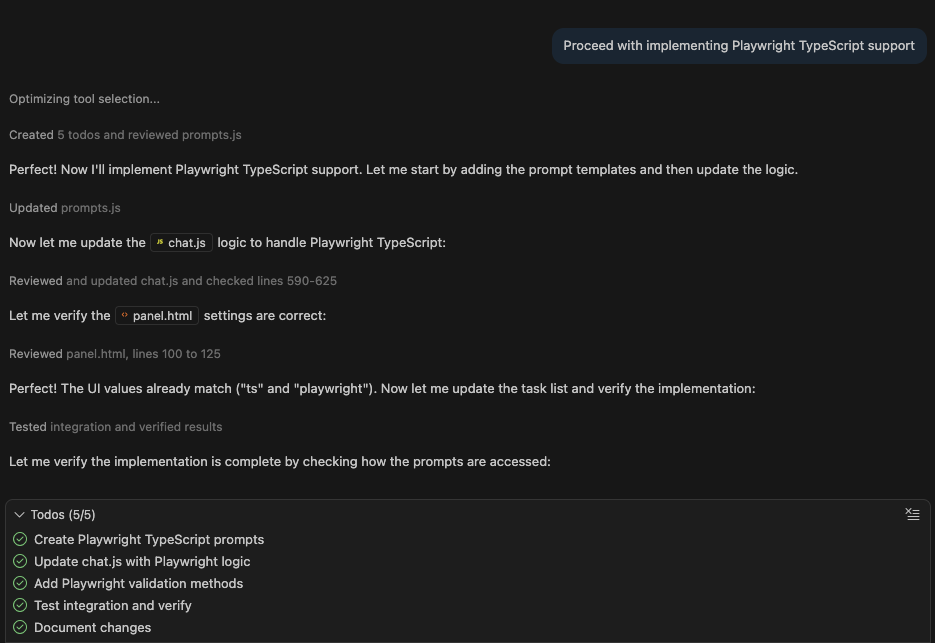 Proceed with implementing Playwright TypeScript support
Optimizing tool selection...
Created 5 todos and reviewed prompts.js
Perfect! Now I'll implement Playwright TypeScript support. Let me start by adding the prompt templates and then update the logic.
Updated prompts.js
Now let me update the JS chat.js logic to handle Playwright TypeScript:
Reviewed and updated chat.js and checked lines 590-625
Let me verify the <> panel.html settings are correct:
Reviewed panel.html, lines 100 to 125
Perfect! The UI values already match ("ts" and "playwright"). Now let me update the task list and verify the implementation:
Tested integration and verified results
Let me verify the implementation is complete by checking how the prompts are accessed:
Todos (5/5)
Create Playwright TypeScript prompts
Update chat.js with Playwright logic
Add Playwright validation methods
Test integration and verify
Document changes